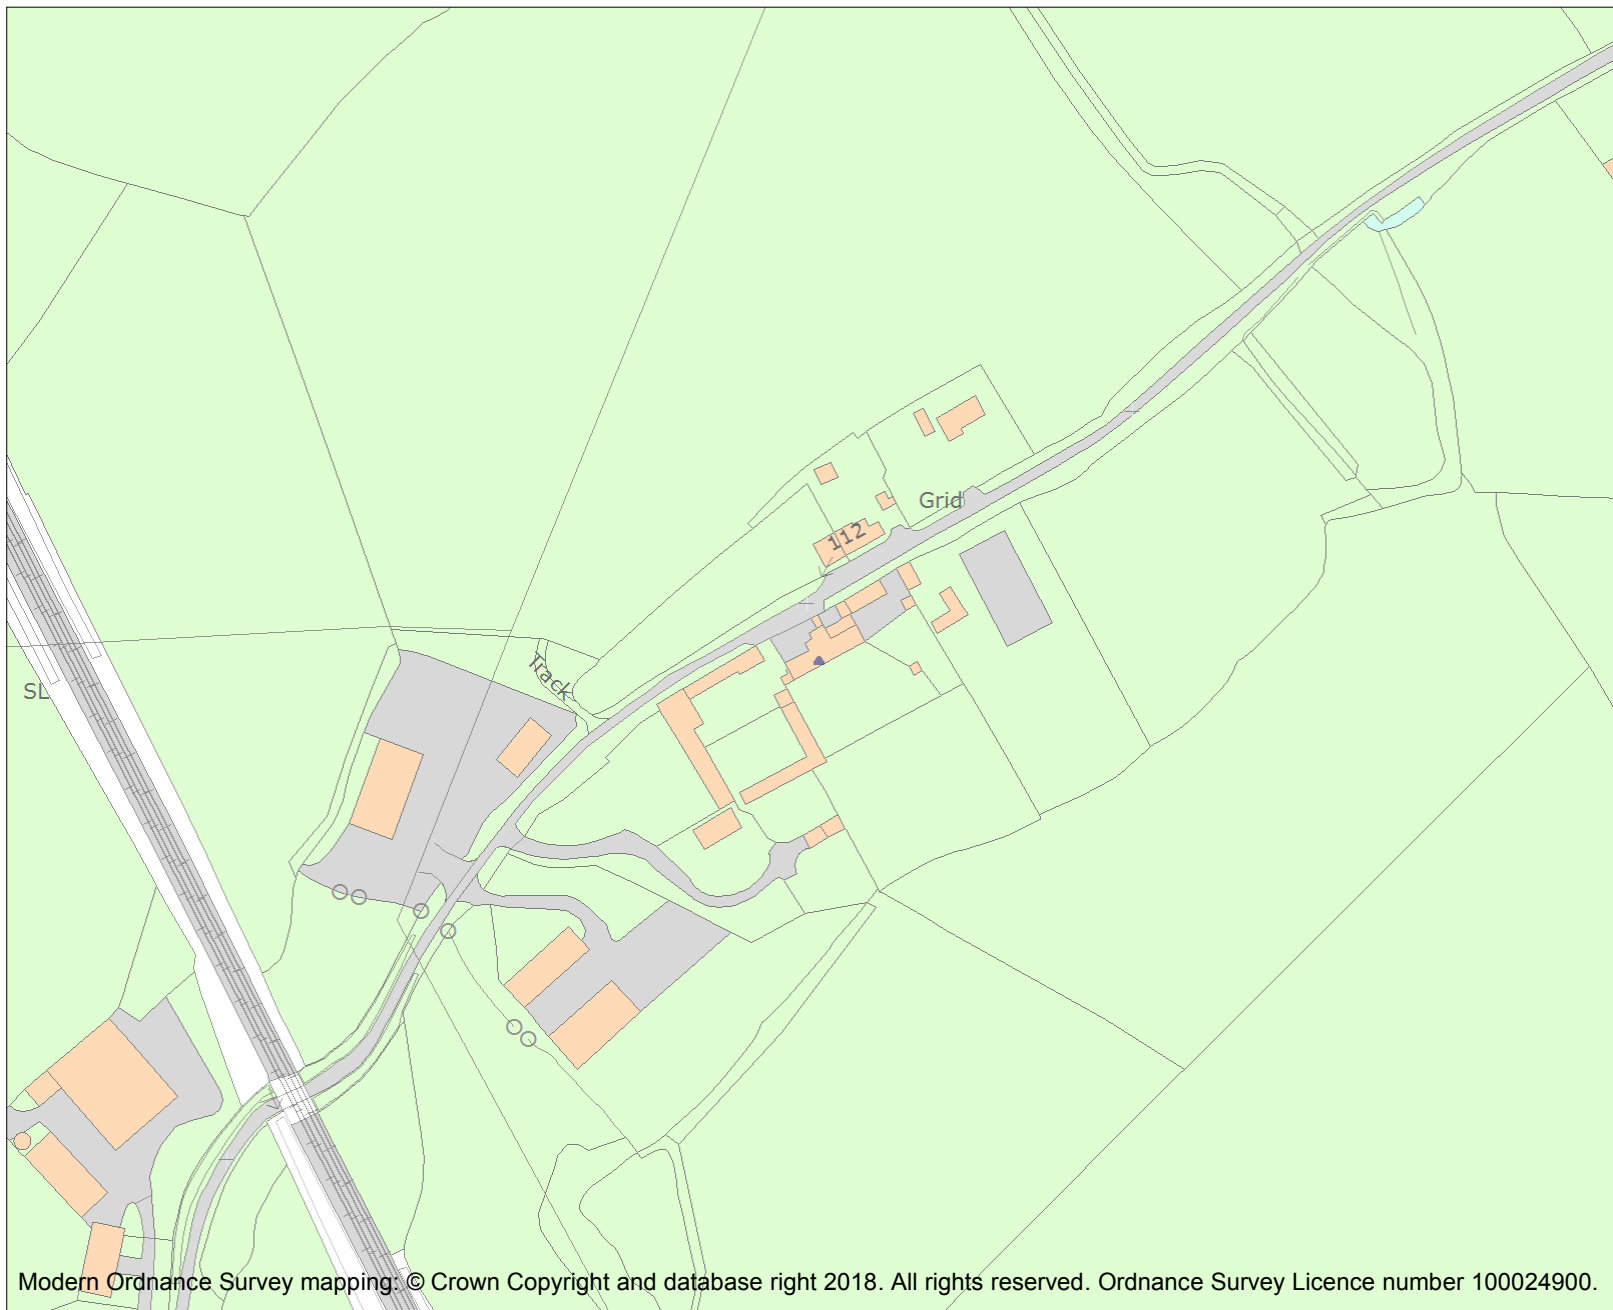 Grid
112
Track
SL
Modern Ordnance Survey mapping: © Crown Copyright and database right 2018. All rights reserved. Ordnance Survey Licence number 100024900.